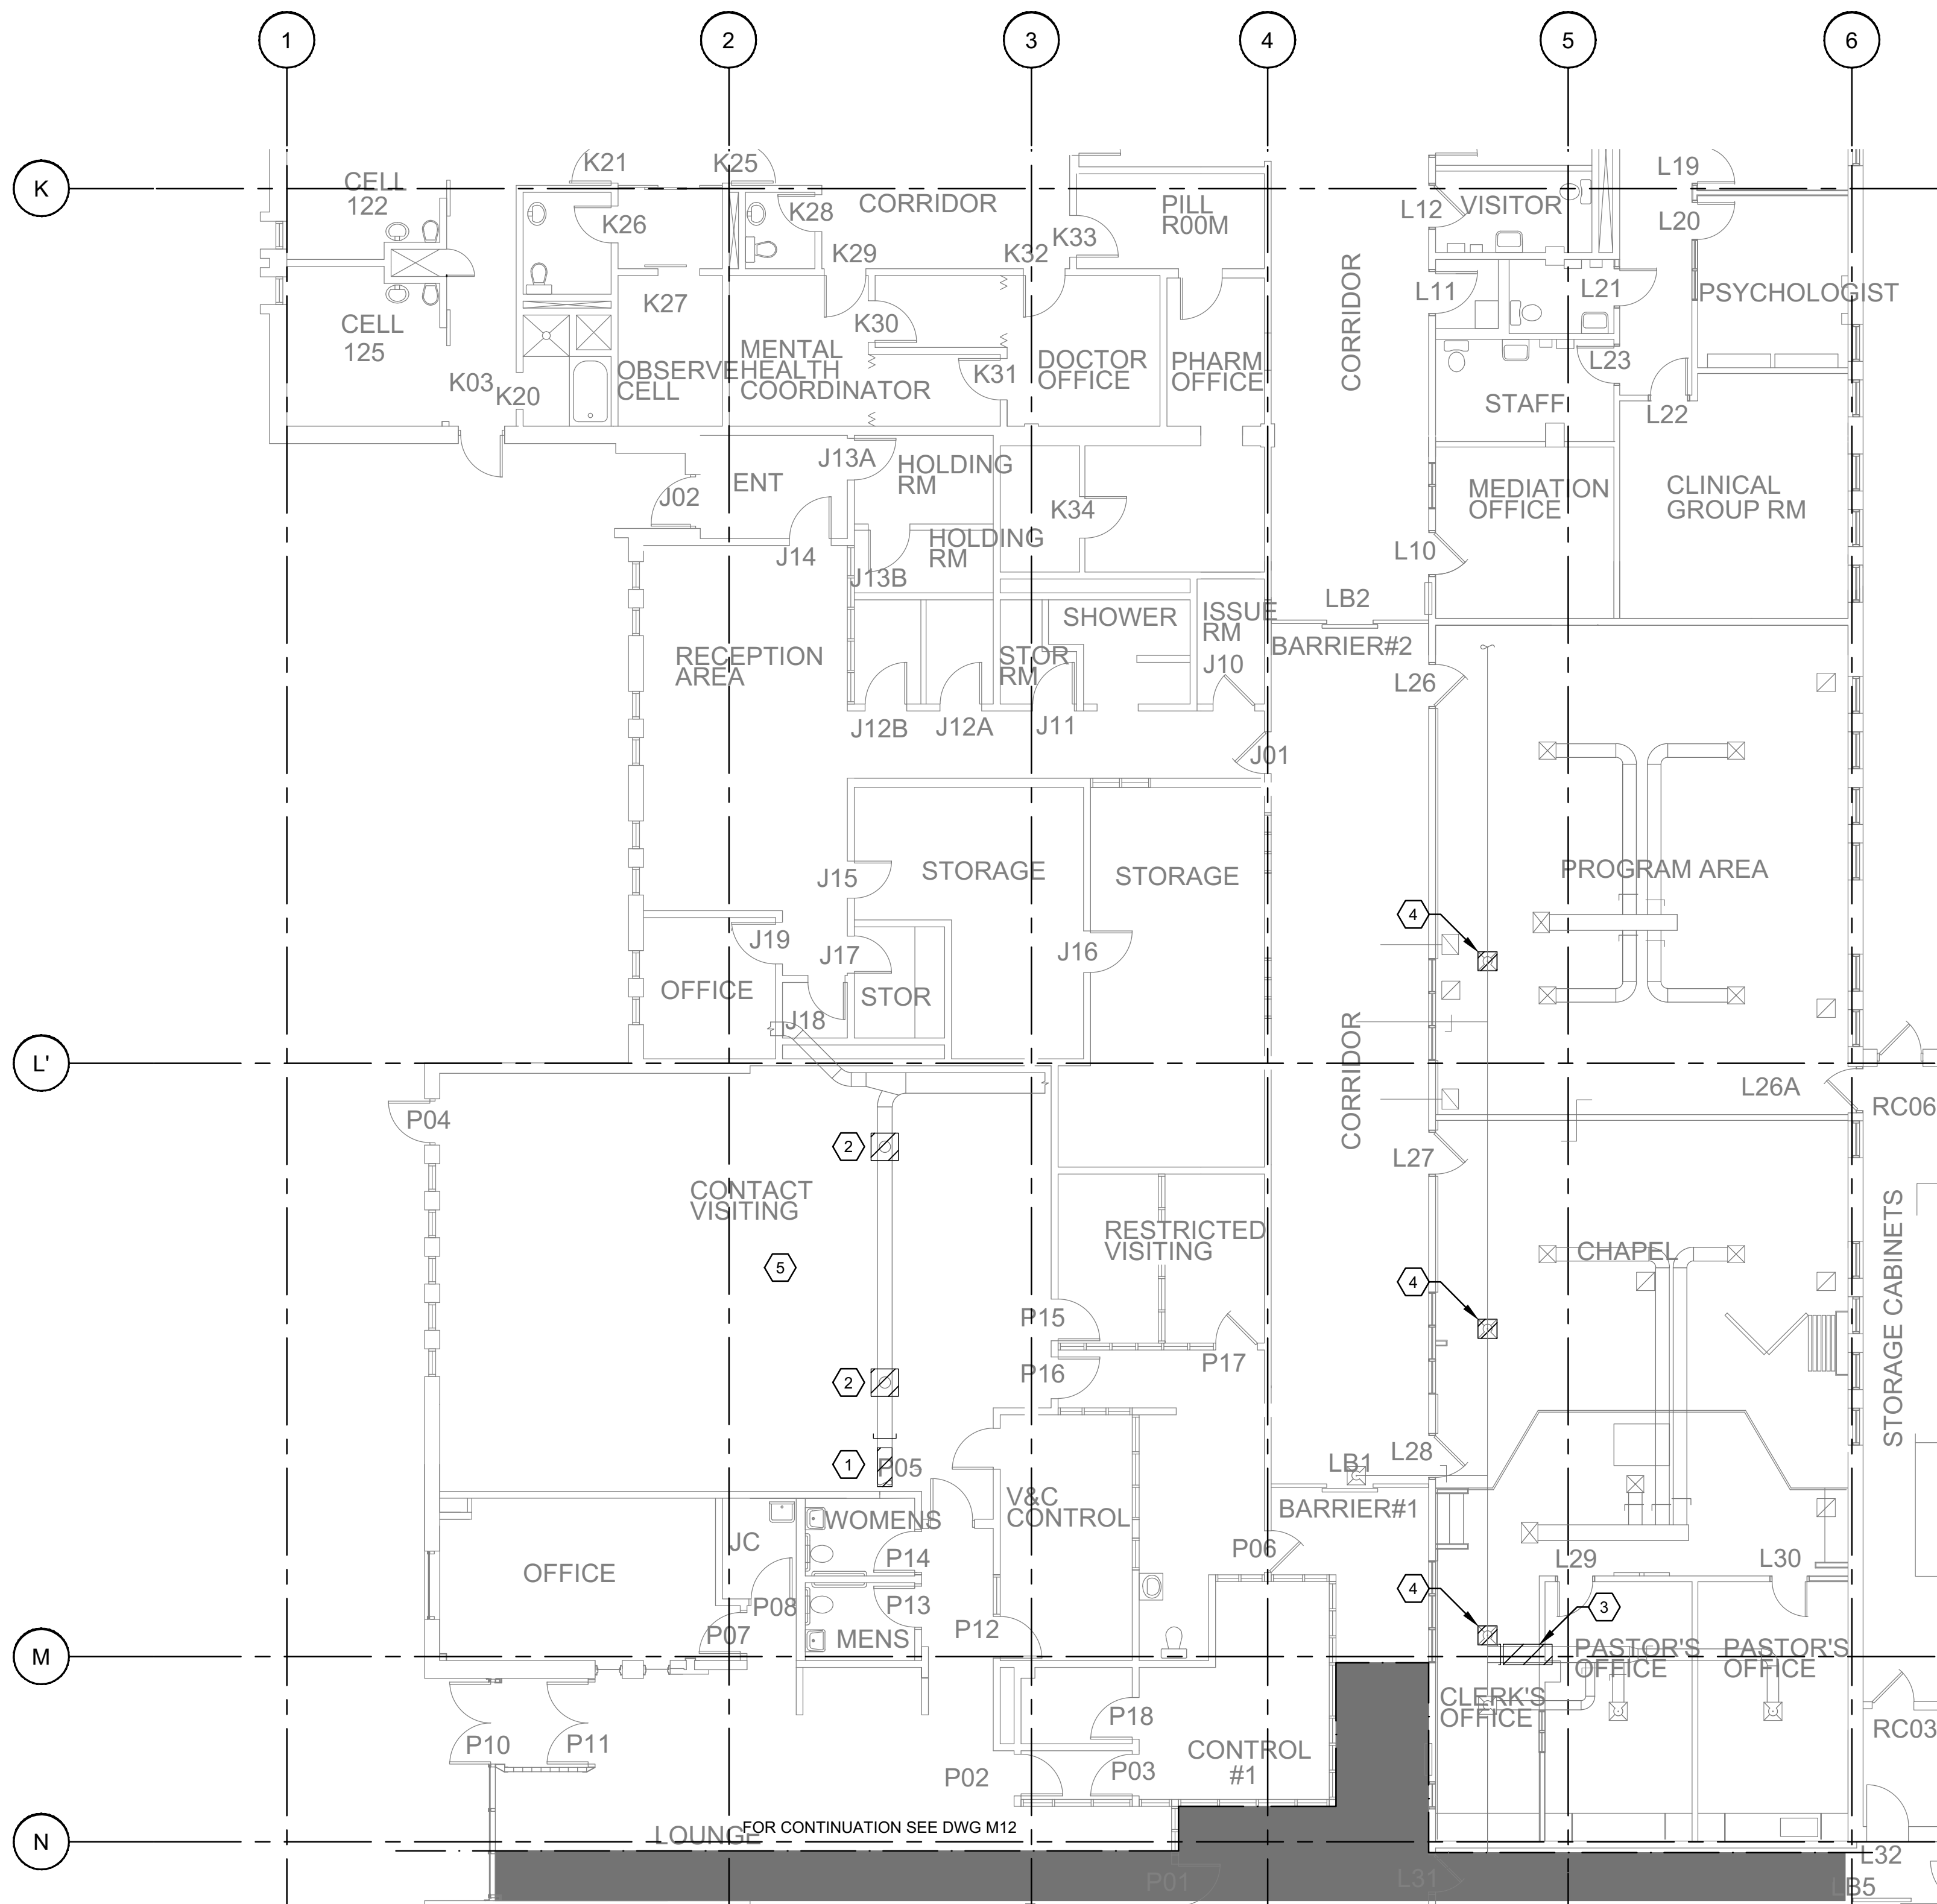 1
2
3
4
5
6
K
K21
K25
L19
CELL
122
K26
K28
CORRIDOR
PILL
R00M
L12
VISITOR
L20
K29
K32
K33
K27
CELL
125
K30
CORRIDOR
L11
L21
PSYCHOLOGIST
OBSERVE
CELL
MENTAL
HEALTH
COORDINATOR
K31
DOCTOR
OFFICE
PHARM
OFFICE
L23
K03
K20
STAFF
L22
J13A
HOLDING
RM
J02
ENT
K34
MEDIATION
OFFICE
CLINICAL
GROUP RM
J14
HOLDING
RM
J13B
L10
SHOWER
ISSUE
RM
LB2
BARRIER#2
RECEPTION
AREA
STOR
RM
J10
L26
J12B
J12A
J11
J01
J15
STORAGE
STORAGE
PROGRAM AREA
4
J19
J17
J16
OFFICE
STOR
J18
CORRIDOR
L'
L26A
RC06
P04
2
L27
CONTACT
VISITING
RESTRICTED
VISITING
5
4
CHAPEL
STORAGE CABINETS
P15
P16
P17
2
1
P05
L28
LB1
V&C
CONTROL
BARRIER#1
WOMENS
JC
P14
P06
OFFICE
L29
L30
4
3
P08
P13
P12
P07
MENS
M
PASTOR'S
OFFICE
PASTOR'S
OFFICE
CLERK'S
OFFICE
P10
P11
P18
RC03
P02
P03
CONTROL
#1
N
LOUNGE
FOR CONTINUATION SEE DWG M12
L32
P01
L31
LB5